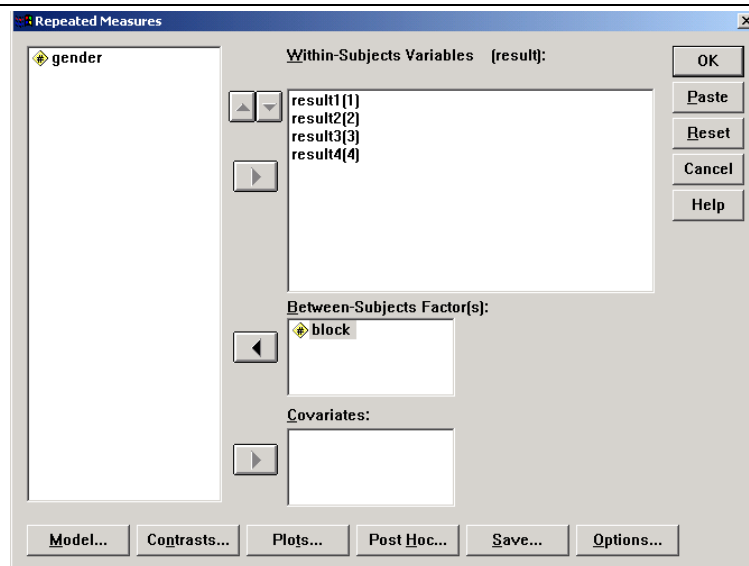 Repeated Measures
gender
Within-Subjects Variables (result):
result1(1)
result2(2)
result3(3)
result4(4)
OK
Paste
Reset
Cancel
Help
Between-Subjects Factor(s):
block
Covariates:
Model... Contrasts... Plots... Post Hoc... Save... Options...